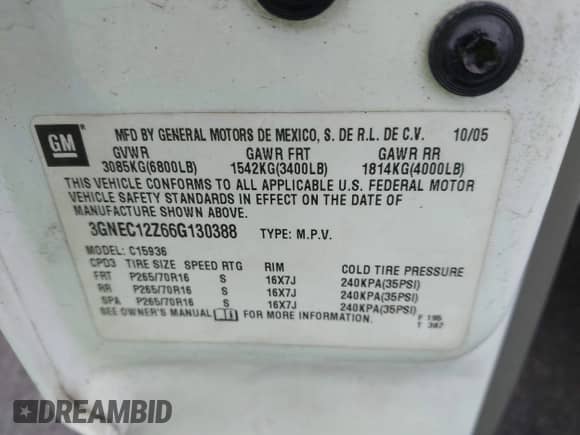 GM
MFD BY GENERAL MOTORS DE MEXICO, S. DE R.L. DE C.V. 10/05
GVWR GAWR FRT GAWR RR
3085KG(6800LB) 1542KG(3400LB) 1814KG(4000LB)
THIS VEHICLE CONFORMS TO ALL APPLICABLE U.S. FEDERAL MOTOR
VEHICLE SAFETY STANDARDS IN EFFECT ON THE DATE OF
MANUFACTURE SHOWN ABOVE.
3GNEC12Z66G130388 TYPE: M.P.V.
MODEL: C15936
CPD3 TIRE SIZE SPEED RTG RIM COLD TIRE PRESSURE
FRT P265/70R16 S 16X7J 240KPA(35PSI)
RR P265/70R16 S 16X7J 240KPA(35PSI)
SPA P265/70R16 S 16X7J 240KPA(35PSI)
SEE OWNER'S MANUAL FOR MORE INFORMATION.
F 195
T 387
DREAMBID